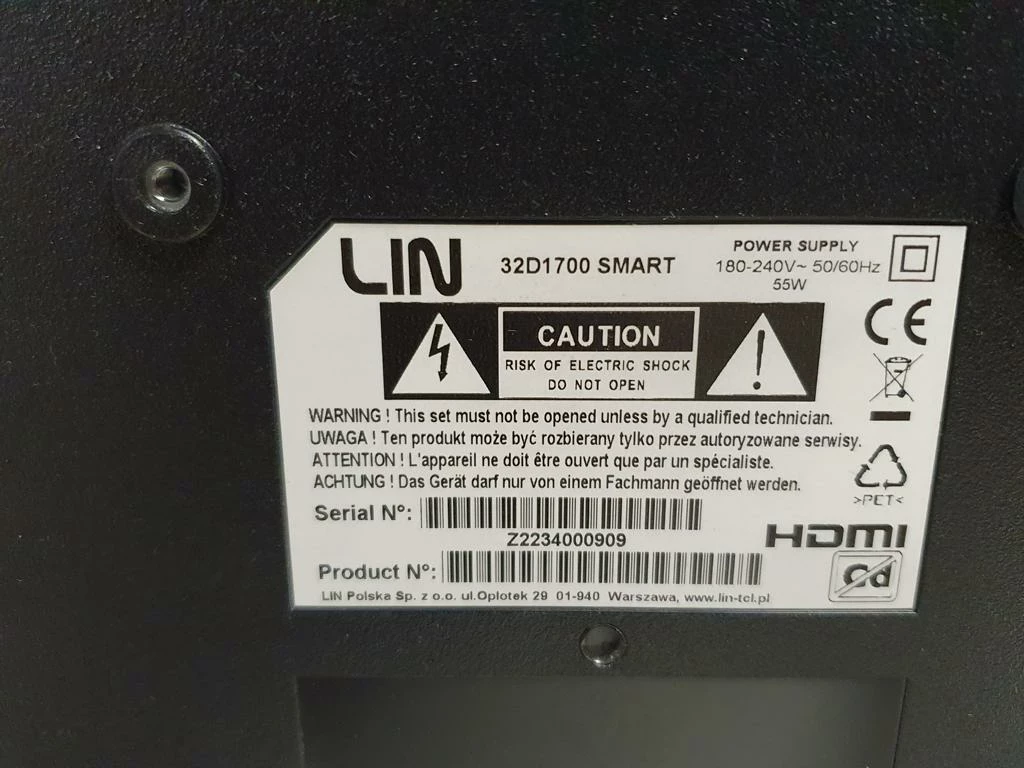 LIN
32D1700 SMART
POWER SUPPLY
180-240V~ 50/60Hz
55W
CE
CAUTION
RISK OF ELECTRIC SHOCK
DO NOT OPEN
WARNING ! This set must not be opened unless by a qualified technician.
UWAGA ! Ten produkt może być rozbierany tylko przez autoryzowane serwisy.
ATTENTION ! L'appareil ne doit être ouvert que par un spécialiste.
ACHTUNG ! Das Gerät darf nur von einem Fachmann geöffnet werden.
>PET<
Serial N°:
Z2234000909
HDMI
Product N°:
Cd
LIN Polska Sp. z o.o. ul.Opłotek 29 01-940 Warszawa, www.lin-tcl.pl